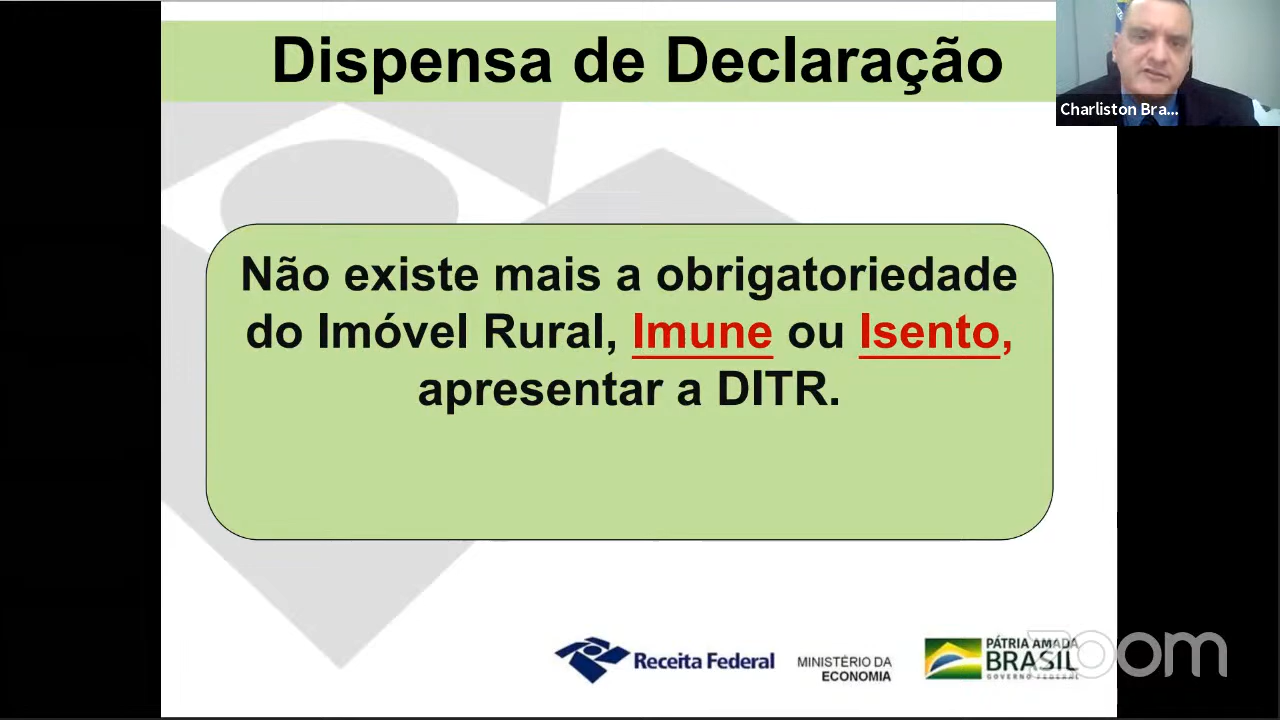 Dispensa de Declaração
Charliston Bra...
Não existe mais a obrigatoriedade
do Imóvel Rural, Imune ou Isento,
apresentar a DITR.
Receita Federal
MINISTÉRIO DA
ECONOMIA
PÁTRIA AMADA
BRASIL
GOVERNO FEDERAL
zoom